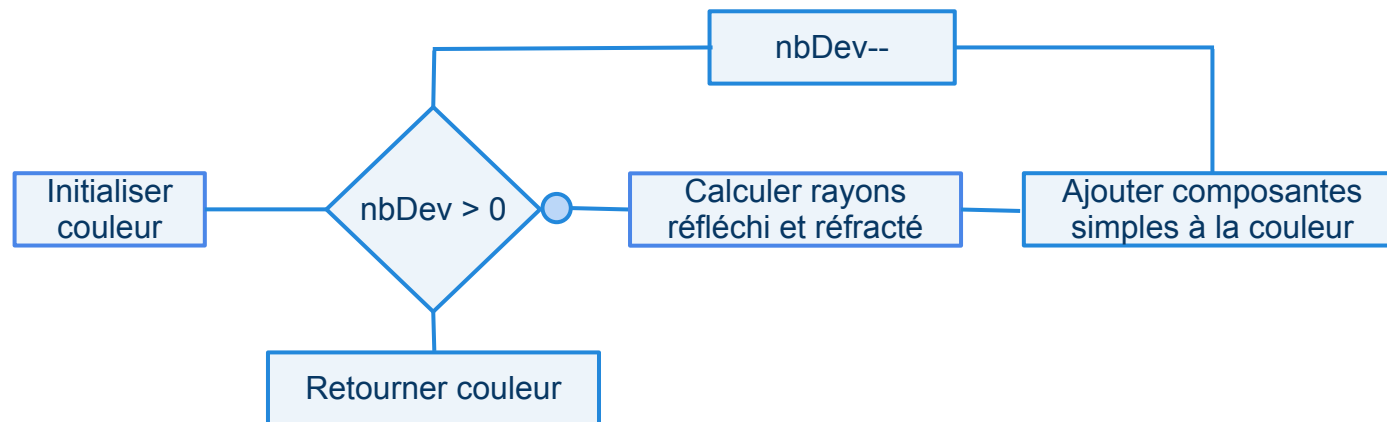 nbDev--
Initialiser
couleur
nbDev > 0
Calculer rayons
réfléchi et réfracté
Ajouter composantes
simples à la couleur
Retourner couleur